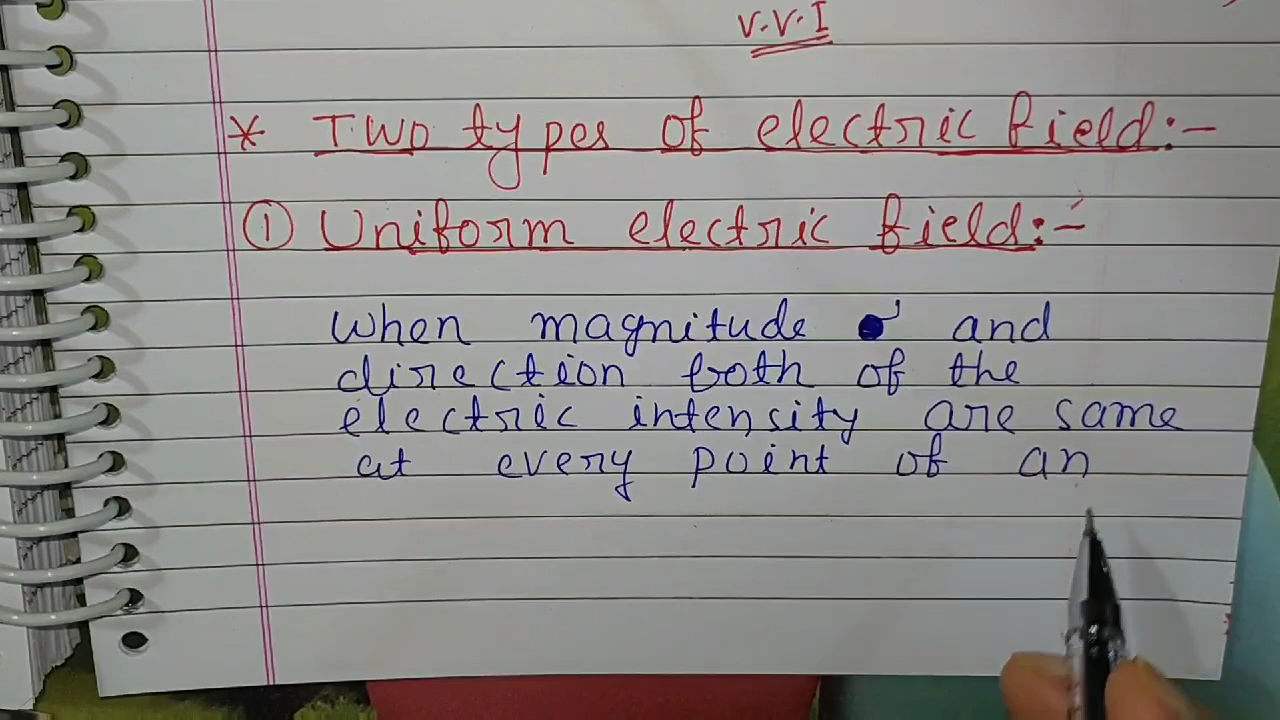 V.V.I
* Two types of electric field:-
① Uniform electric field:-
when magnitude and
direction both of the
electric intensity are same
at every point of an